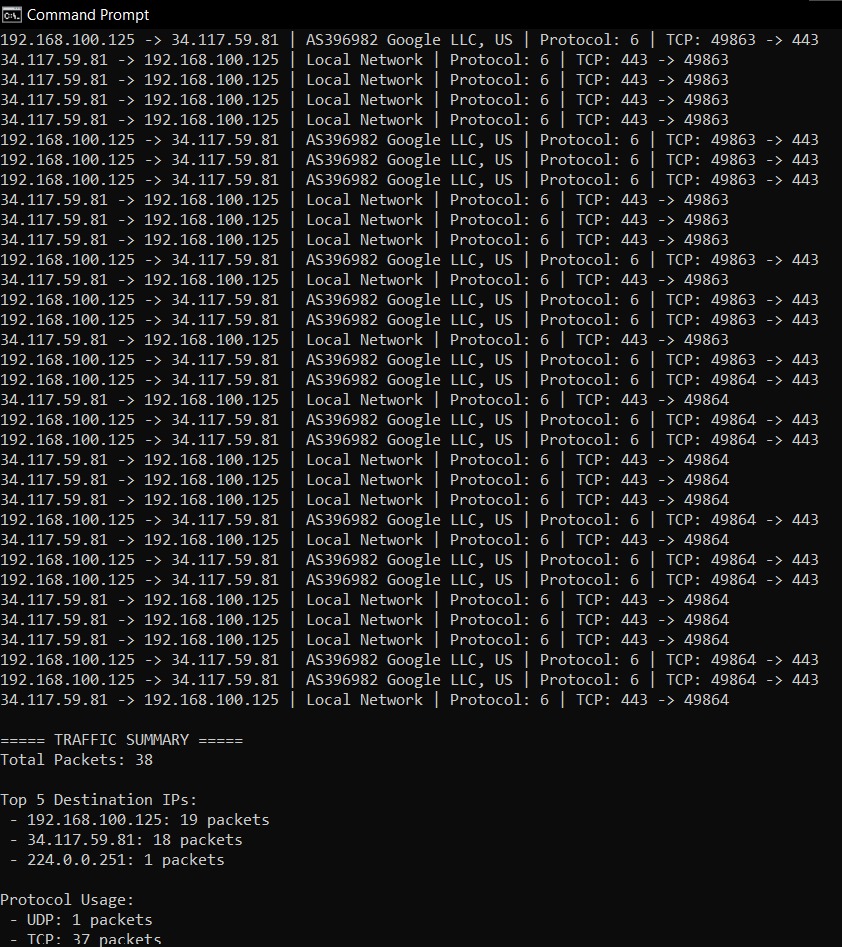 Command Prompt
192.168.100.125 -> 34.117.59.81 | AS396982 Google LLC, US | Protocol: 6 | TCP: 49863 -> 443
34.117.59.81 -> 192.168.100.125 | Local Network | Protocol: 6 | TCP: 443 -> 49863
34.117.59.81 -> 192.168.100.125 | Local Network | Protocol: 6 | TCP: 443 -> 49863
34.117.59.81 -> 192.168.100.125 | Local Network | Protocol: 6 | TCP: 443 -> 49863
34.117.59.81 -> 192.168.100.125 | Local Network | Protocol: 6 | TCP: 443 -> 49863
192.168.100.125 -> 34.117.59.81 | AS396982 Google LLC, US | Protocol: 6 | TCP: 49863 -> 443
192.168.100.125 -> 34.117.59.81 | AS396982 Google LLC, US | Protocol: 6 | TCP: 49863 -> 443
192.168.100.125 -> 34.117.59.81 | AS396982 Google LLC, US | Protocol: 6 | TCP: 49863 -> 443
34.117.59.81 -> 192.168.100.125 | Local Network | Protocol: 6 | TCP: 443 -> 49863
34.117.59.81 -> 192.168.100.125 | Local Network | Protocol: 6 | TCP: 443 -> 49863
34.117.59.81 -> 192.168.100.125 | Local Network | Protocol: 6 | TCP: 443 -> 49863
192.168.100.125 -> 34.117.59.81 | AS396982 Google LLC, US | Protocol: 6 | TCP: 49863 -> 443
34.117.59.81 -> 192.168.100.125 | Local Network | Protocol: 6 | TCP: 443 -> 49863
192.168.100.125 -> 34.117.59.81 | AS396982 Google LLC, US | Protocol: 6 | TCP: 49863 -> 443
192.168.100.125 -> 34.117.59.81 | AS396982 Google LLC, US | Protocol: 6 | TCP: 49863 -> 443
34.117.59.81 -> 192.168.100.125 | Local Network | Protocol: 6 | TCP: 443 -> 49863
192.168.100.125 -> 34.117.59.81 | AS396982 Google LLC, US | Protocol: 6 | TCP: 49863 -> 443
192.168.100.125 -> 34.117.59.81 | AS396982 Google LLC, US | Protocol: 6 | TCP: 49864 -> 443
34.117.59.81 -> 192.168.100.125 | Local Network | Protocol: 6 | TCP: 443 -> 49864
192.168.100.125 -> 34.117.59.81 | AS396982 Google LLC, US | Protocol: 6 | TCP: 49864 -> 443
192.168.100.125 -> 34.117.59.81 | AS396982 Google LLC, US | Protocol: 6 | TCP: 49864 -> 443
34.117.59.81 -> 192.168.100.125 | Local Network | Protocol: 6 | TCP: 443 -> 49864
34.117.59.81 -> 192.168.100.125 | Local Network | Protocol: 6 | TCP: 443 -> 49864
34.117.59.81 -> 192.168.100.125 | Local Network | Protocol: 6 | TCP: 443 -> 49864
192.168.100.125 -> 34.117.59.81 | AS396982 Google LLC, US | Protocol: 6 | TCP: 49864 -> 443
34.117.59.81 -> 192.168.100.125 | Local Network | Protocol: 6 | TCP: 443 -> 49864
192.168.100.125 -> 34.117.59.81 | AS396982 Google LLC, US | Protocol: 6 | TCP: 49864 -> 443
192.168.100.125 -> 34.117.59.81 | AS396982 Google LLC, US | Protocol: 6 | TCP: 49864 -> 443
34.117.59.81 -> 192.168.100.125 | Local Network | Protocol: 6 | TCP: 443 -> 49864
34.117.59.81 -> 192.168.100.125 | Local Network | Protocol: 6 | TCP: 443 -> 49864
34.117.59.81 -> 192.168.100.125 | Local Network | Protocol: 6 | TCP: 443 -> 49864
192.168.100.125 -> 34.117.59.81 | AS396982 Google LLC, US | Protocol: 6 | TCP: 49864 -> 443
192.168.100.125 -> 34.117.59.81 | AS396982 Google LLC, US | Protocol: 6 | TCP: 49864 -> 443
34.117.59.81 -> 192.168.100.125 | Local Network | Protocol: 6 | TCP: 443 -> 49864
===== TRAFFIC SUMMARY =====
Total Packets: 38
Top 5 Destination IPs:
- 192.168.100.125: 19 packets
- 34.117.59.81: 18 packets
- 224.0.0.251: 1 packets
Protocol Usage:
- UDP: 1 packets
- TCP: 37 packets